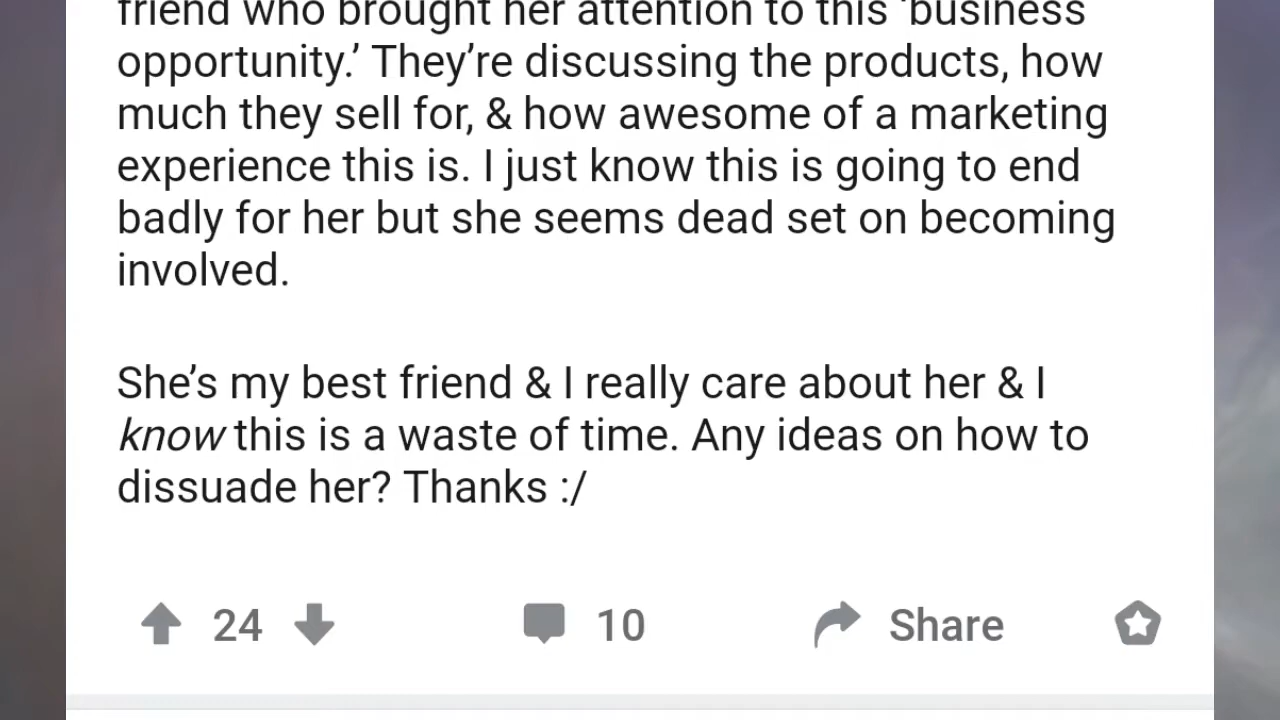 friend who brought her attention to this ‘business
opportunity.’ They’re discussing the products, how
much they sell for, & how awesome of a marketing
experience this is. I just know this is going to end
badly for her but she seems dead set on becoming
involved.
She’s my best friend & I really care about her & I
know this is a waste of time. Any ideas on how to
dissuade her? Thanks :/
24 10 Share